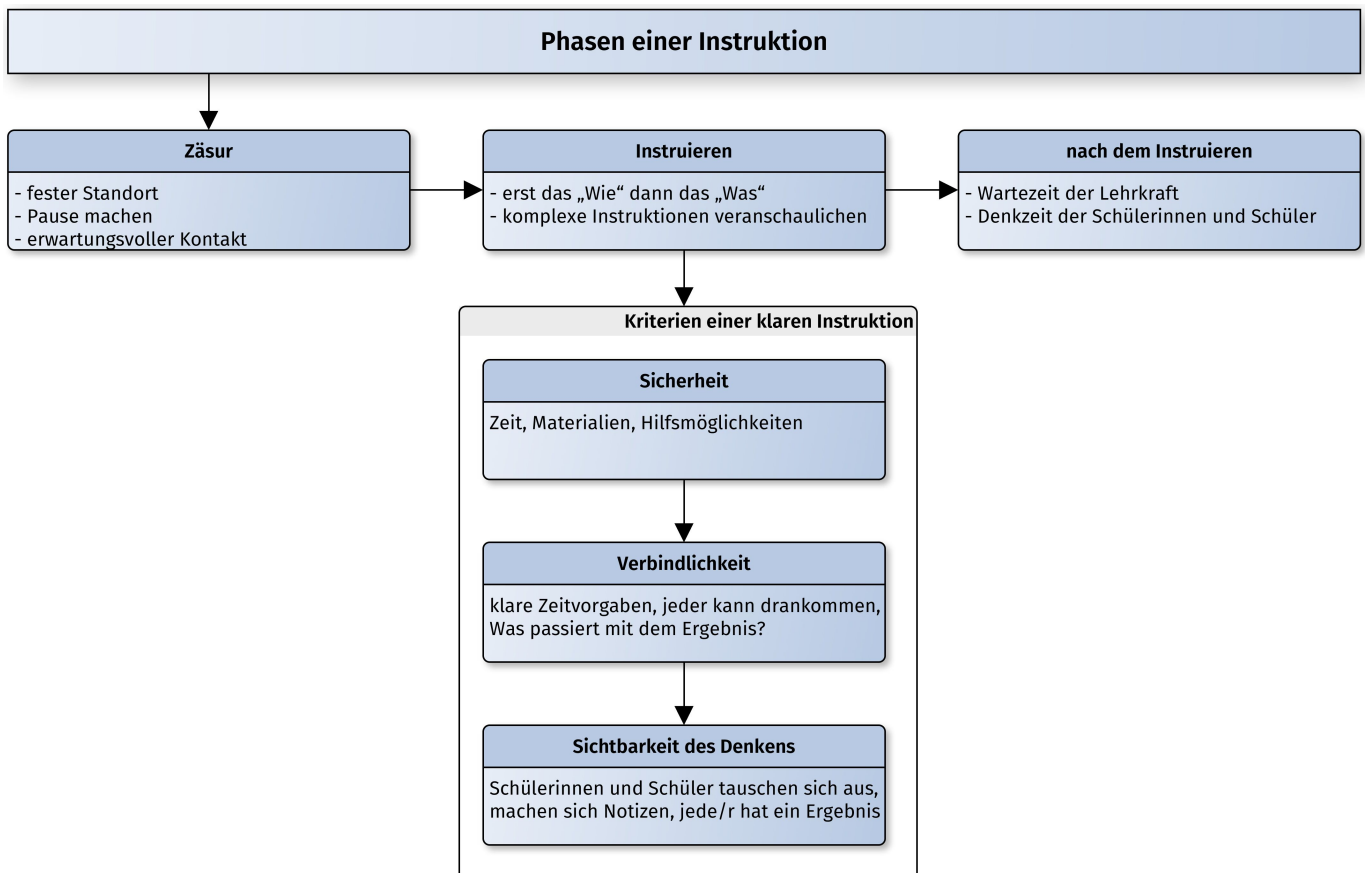 Phasen einer Instruktion
Zäsur
- fester Standort
- Pause machen
- erwartungsvoller Kontakt
Instruieren
- erst das „Wie“ dann das „Was“
- komplexe Instruktionen veranschaulichen
nach dem Instruieren
- Wartezeit der Lehrkraft
- Denkzeit der Schülerinnen und Schüler
Kriterien einer klaren Instruktion
Sicherheit
Zeit, Materialien, Hilfsmöglichkeiten
Verbindlichkeit
klare Zeitvorgaben, jeder kann drankommen,
Was passiert mit dem Ergebnis?
Sichtbarkeit des Denkens
Schülerinnen und Schüler tauschen sich aus,
machen sich Notizen, jede/r hat ein Ergebnis